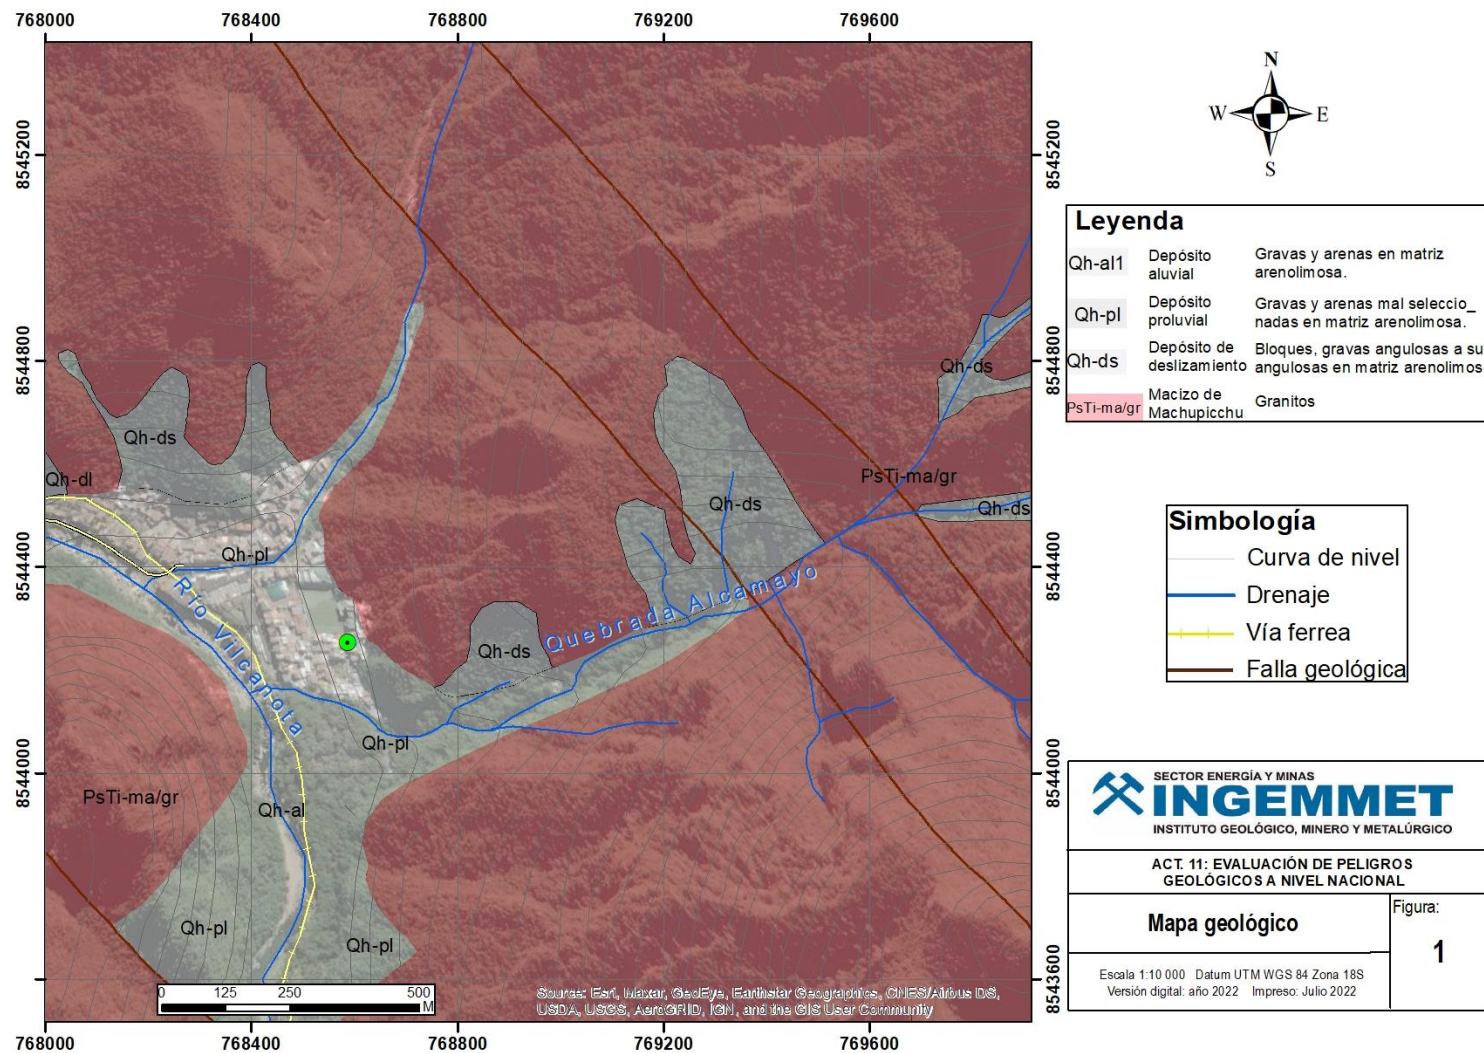 768000
768400
768800
769200
769600
8545200
8544800
8544400
8544000
8543600
Qh-ds
Qh-dl
Qh-pl
Río Vilcanota
Qh-ds
Quebrada Alcamayo
Qh-ds
Qh-ds
PsTi-ma/gr
Qh-ds
Qh-pl
PsTi-ma/gr
Qh-al
Qh-pl
Qh-pl
0 125 250 500
M
Source: Esri, Maxar, GeoEye, Earthstar Geographics, CNES/Airbus DS,
USDA, USGS, AeroGRID, IGN, and the GIS User Community
768000
768400
768800
769200
769600
8545200
8544800
8544400
8544000
8543600
N
W E
S
Leyenda
Qh-al1 Depósito aluvial Gravas y arenas en matriz
arenolimosa.
Qh-pl Depósito proluvial Gravas y arenas mal seleccio_
nadas en matriz arenolimosa.
Qh-ds Depósito de deslizamiento Bloques, gravas angulosas a su
angulosas en matriz arenolimos
PsTi-ma/gr Macizo de Machupicchu Granitos
Simbología
Curva de nivel
Drenaje
Vía ferrea
Falla geológica
SECTOR ENERGÍA Y MINAS
INGEMMET
INSTITUTO GEOLÓGICO, MINERO Y METALÚRGICO
ACT. 11: EVALUACIÓN DE PELIGROS
GEOLÓGICOS A NIVEL NACIONAL
Mapa geológico
Figura:
1
Escala 1:10 000 Datum UTM WGS 84 Zona 18S
Versión digital: año 2022 Impreso: Julio 2022